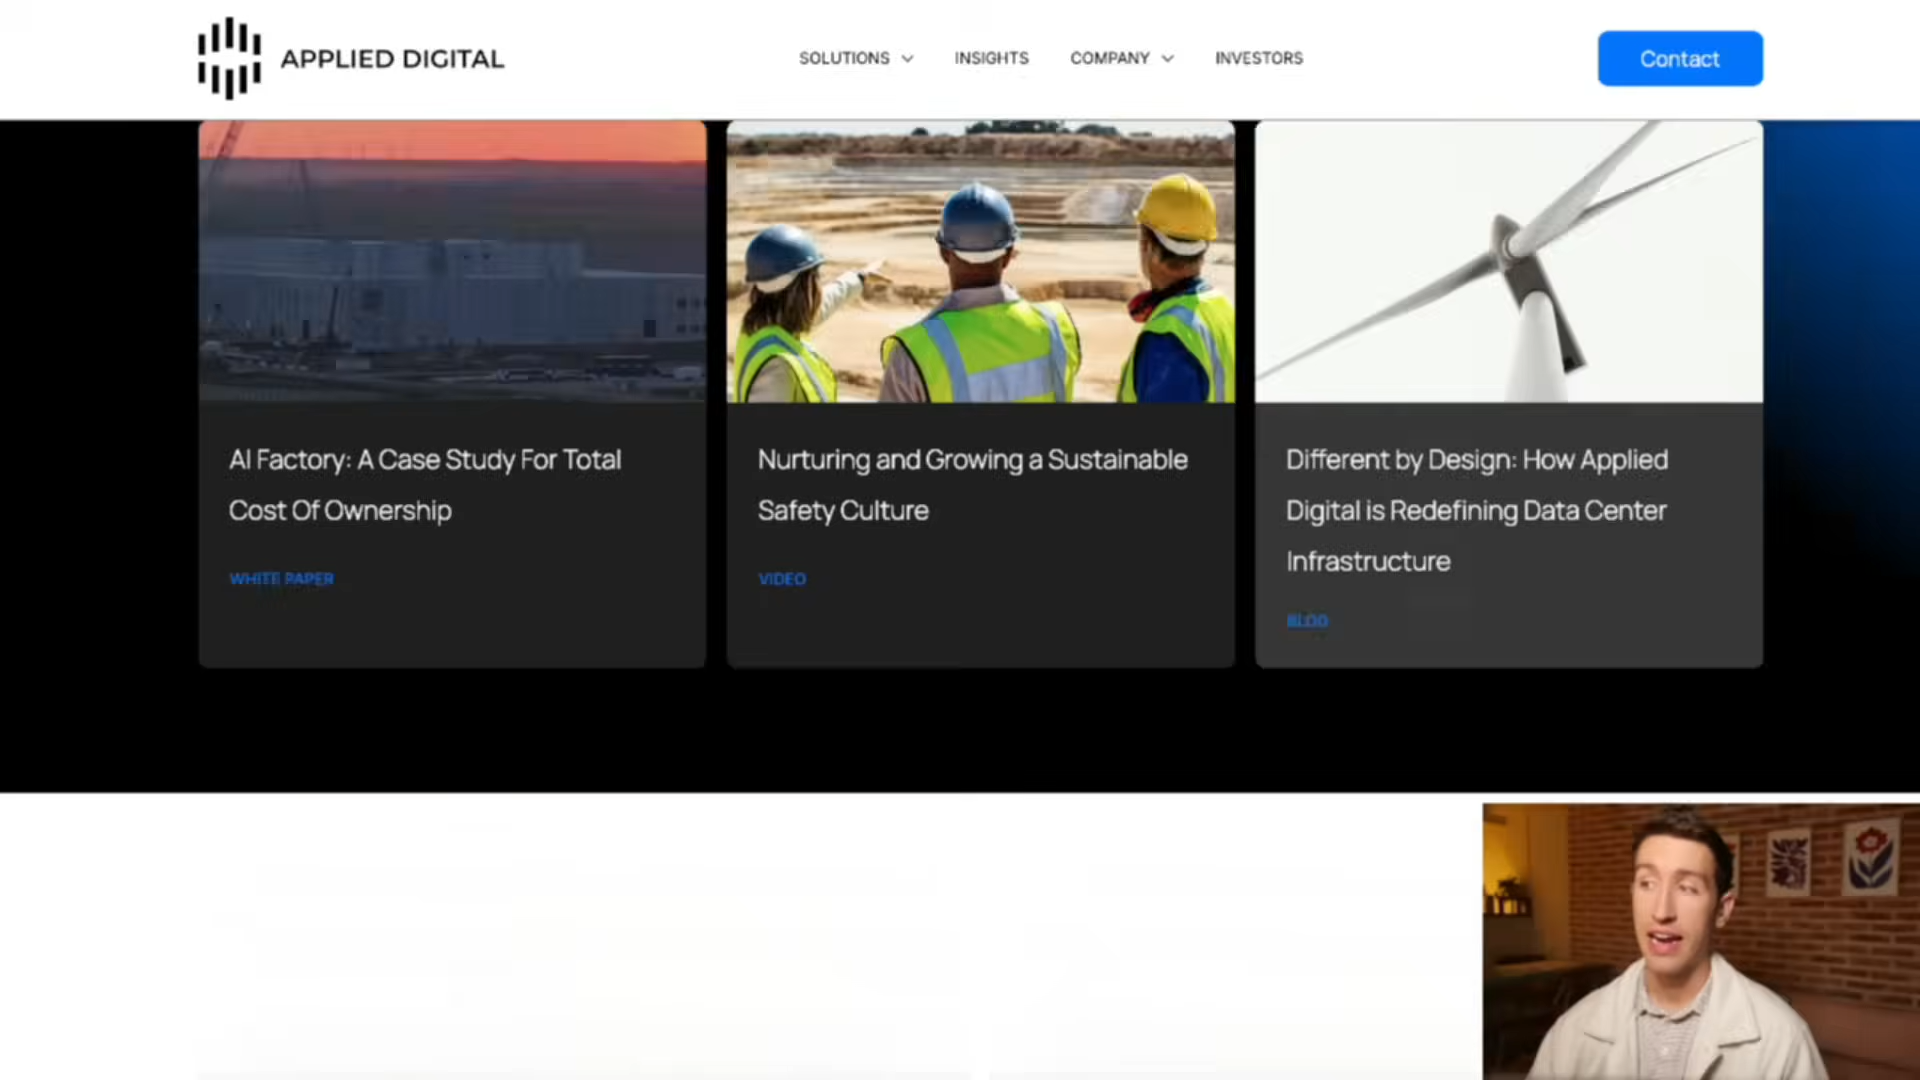 APPLIED DIGITAL
SOLUTIONS
INSIGHTS
COMPANY
INVESTORS
Contact
AI Factory: A Case Study For Total
Cost Of Ownership
WHITE PAPER
Nurturing and Growing a Sustainable
Safety Culture
VIDEO
Different by Design: How Applied
Digital is Redefining Data Center
Infrastructure
BLOG